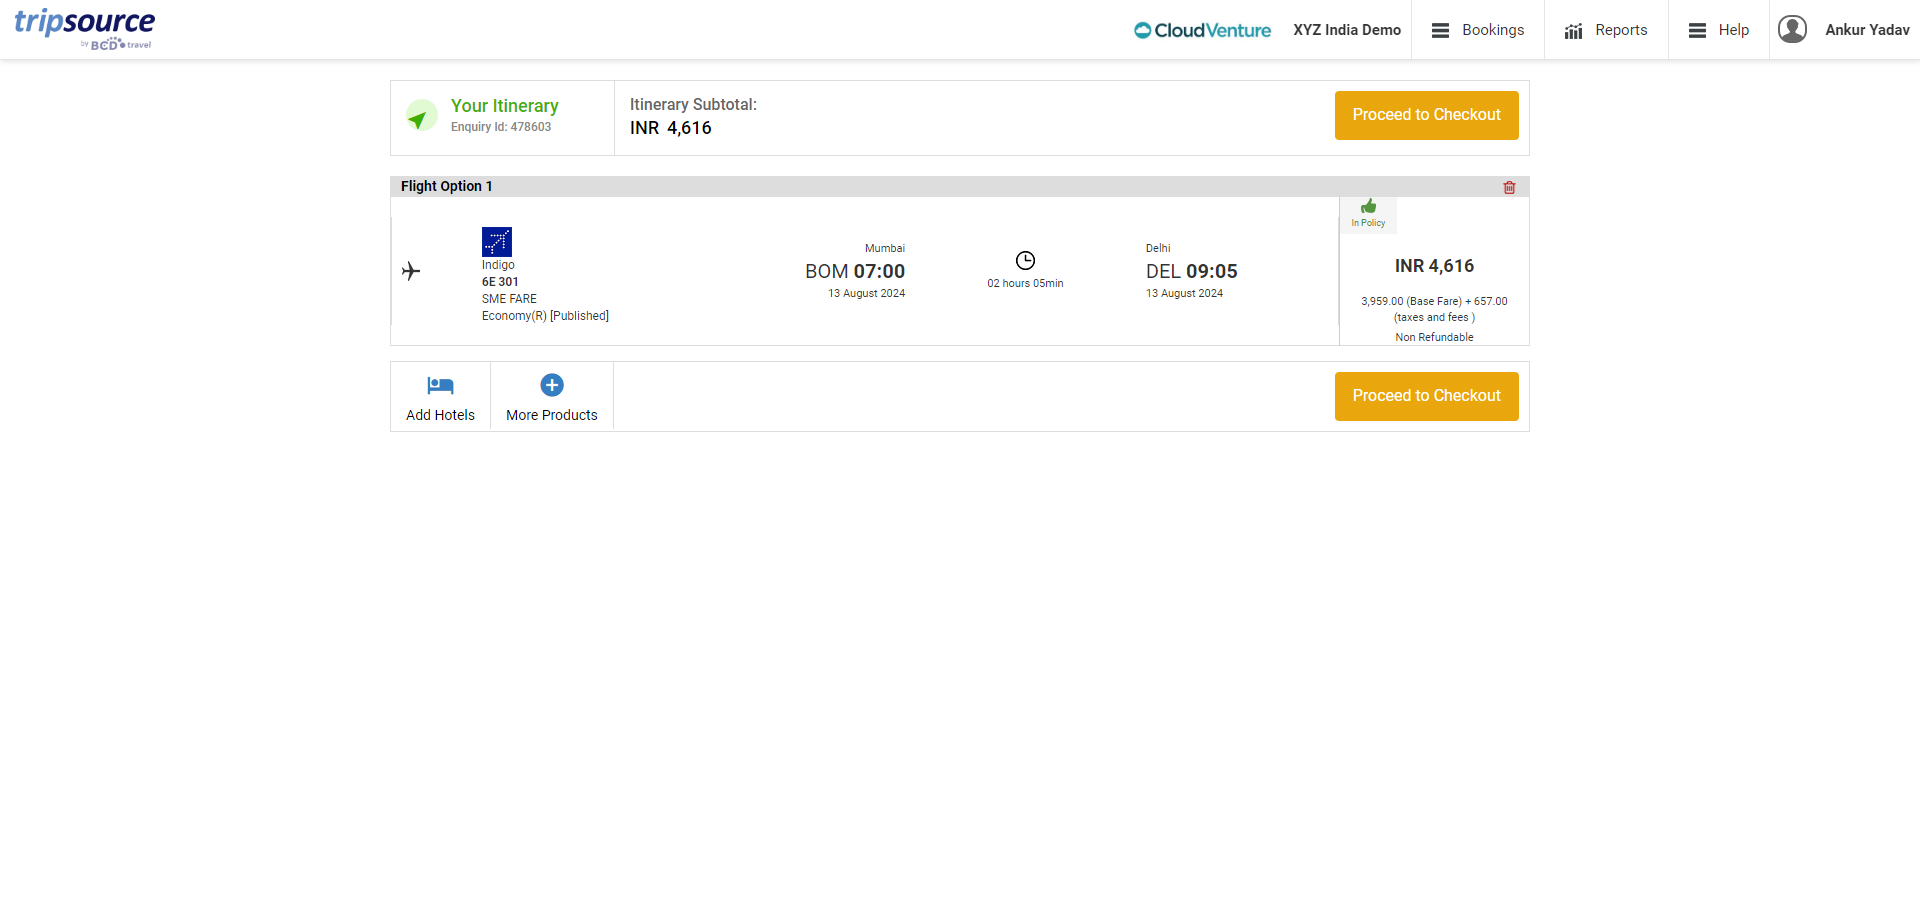 tripsource
by BCD travel
CloudVenture
XYZ India Demo
Bookings
Reports
Help
Ankur Yadav
Your Itinerary
Enquiry Id: 478603
Itinerary Subtotal:
INR 4,616
Proceed to Checkout
Flight Option 1
Indigo
6E 301
SME FARE
Economy(R) [Published]
Mumbai
BOM 07:00
13 August 2024
02 hours 05min
Delhi
DEL 09:05
13 August 2024
In Policy
INR 4,616
3,959.00 (Base Fare) + 657.00
(taxes and fees )
Non Refundable
Add Hotels
More Products
Proceed to Checkout